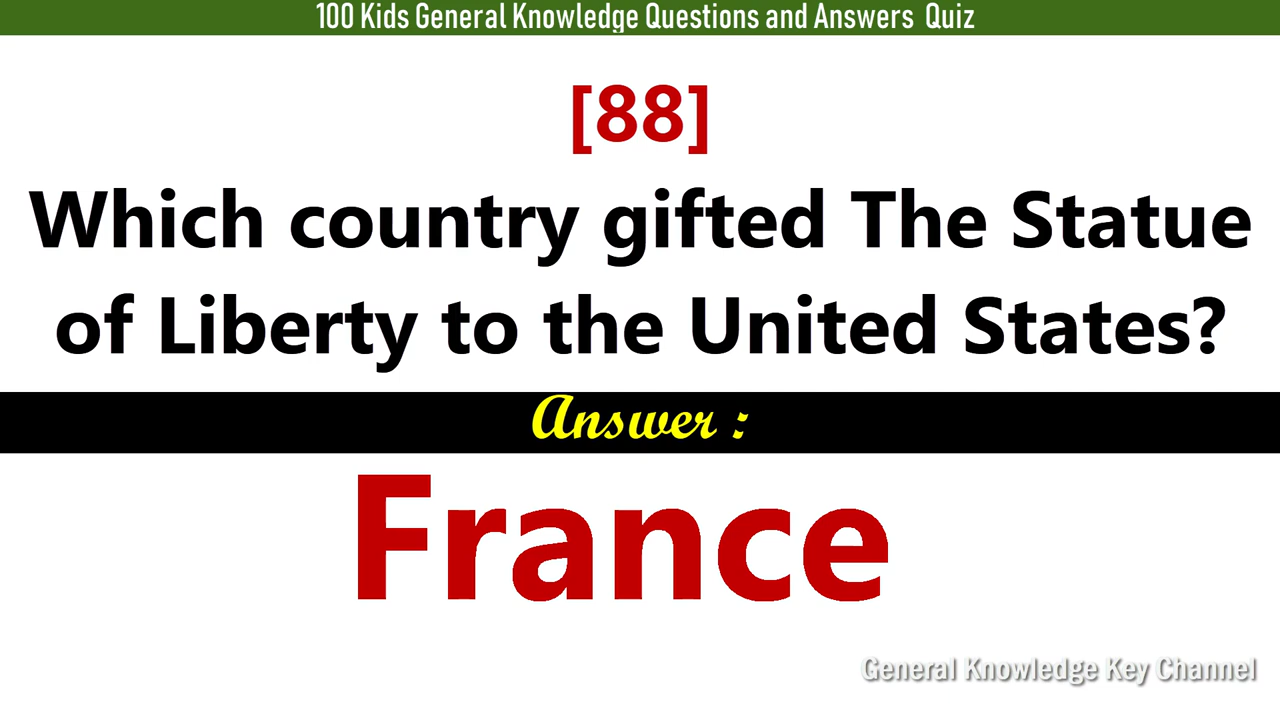 100 Kids General Knowledge Questions and Answers Quiz
[88]
Which country gifted The Statue
of Liberty to the United States?
Answer :
France
General Knowledge Key Channel